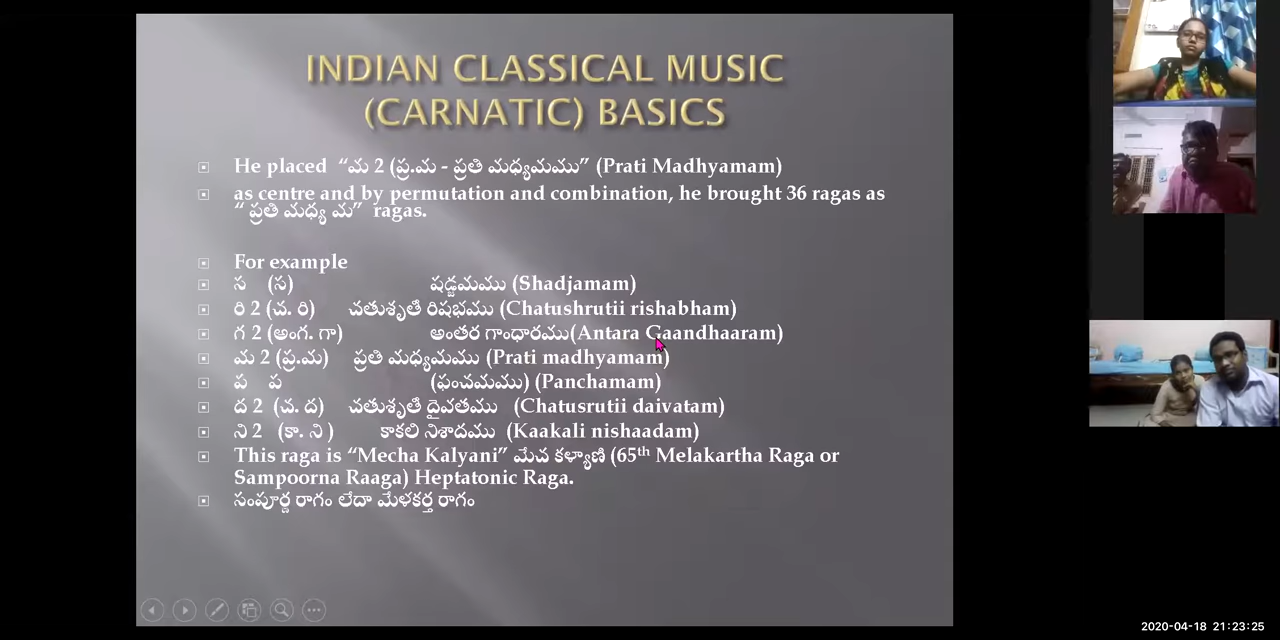 INDIAN CLASSICAL MUSIC
(CARNATIC) BASICS
He placed “మ 2 (ప్ర.మ - ప్రతి మధ్యమము” (Prati Madhyamam)
as centre and by permutation and combination, he brought 36 ragas as
“ ప్రతి మధ్య మ” ragas.
For example
స (స) షడ్జమము (Shadjamam)
రి 2 (చ. రి) చతుశృతి రిషభము (Chatushrutii rishabham)
గ 2 (అంగ. గా) అంతర గాంధారము(Antara Gaandhaaram)
మ 2 (ప్ర.మ) ప్రతి మధ్యమము (Prati madhyamam)
ప ప (ఫంచమము) (Panchamam)
ద 2 (చ. ద) చతుశృతి దైవతము (Chatusrutii daivatam)
ని 2 (కా. ని ) కాకలి నిశాదము (Kaakali nishaadam)
This raga is “Mecha Kalyani” మేచ కళ్యాణి (65th Melakartha Raga or
Sampoorna Raaga) Heptatonic Raga.
సంపూర్ణ రాగం లేదా మేళకర్త రాగం
2020-04-18 21:23:25